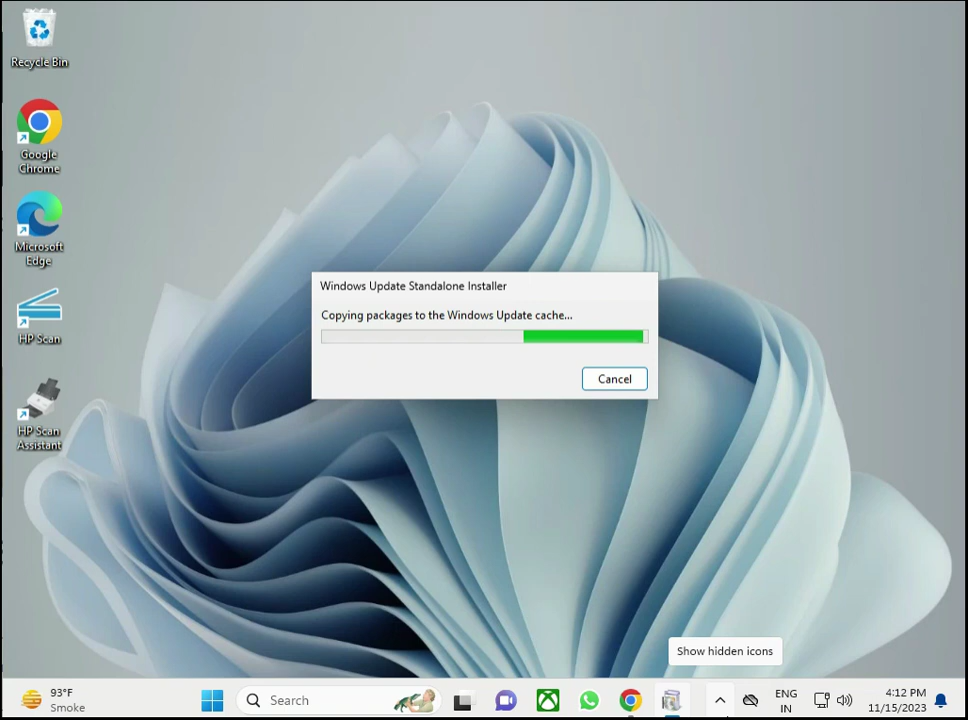 Recycle Bin
Google
Chrome
Microsoft
Edge
HP Scan
HP Scan
Assistant
Windows Update Standalone Installer
Copying packages to the Windows Update cache...
Cancel
Show hidden icons
93°F
Smoke
Search
ENG
IN
4:12 PM
11/15/2023